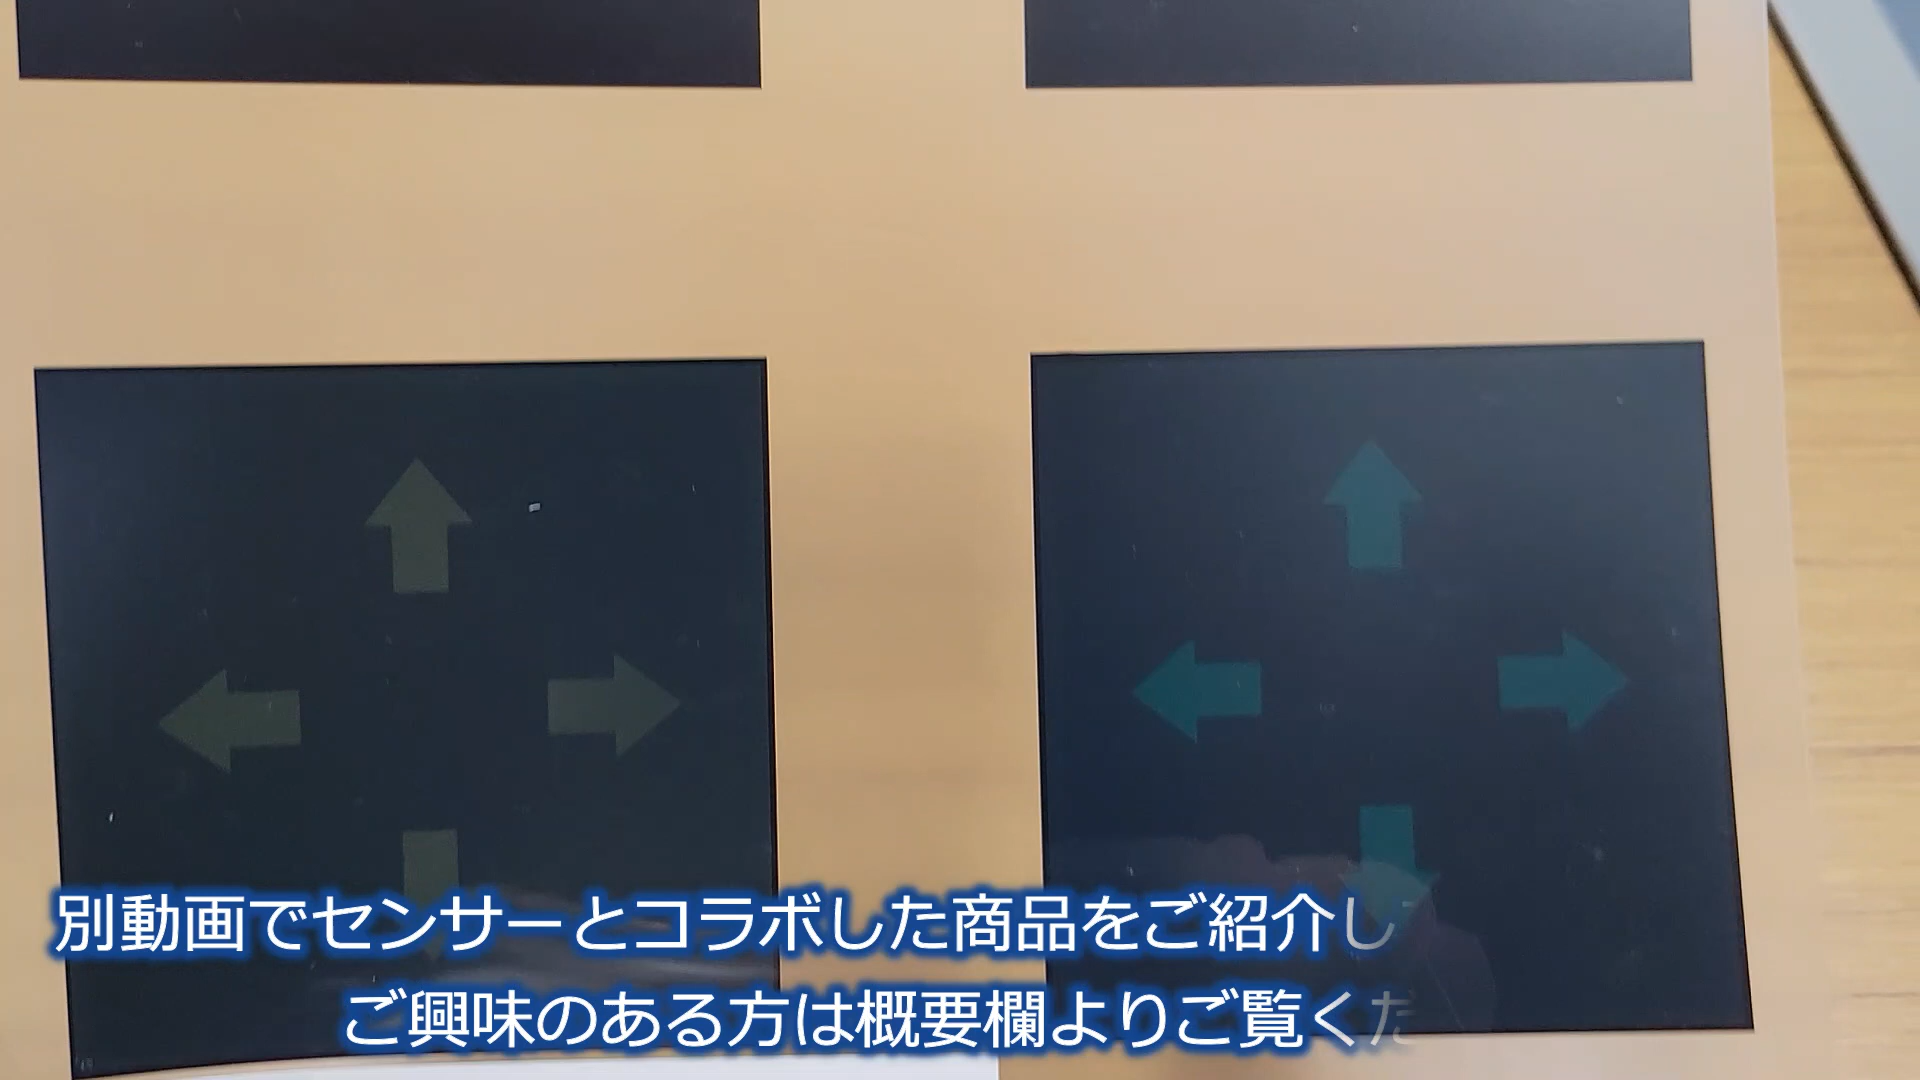 別動画でセンサーとコラボした商品をご紹介し
ご興味のある方は概要欄よりご覧くだ